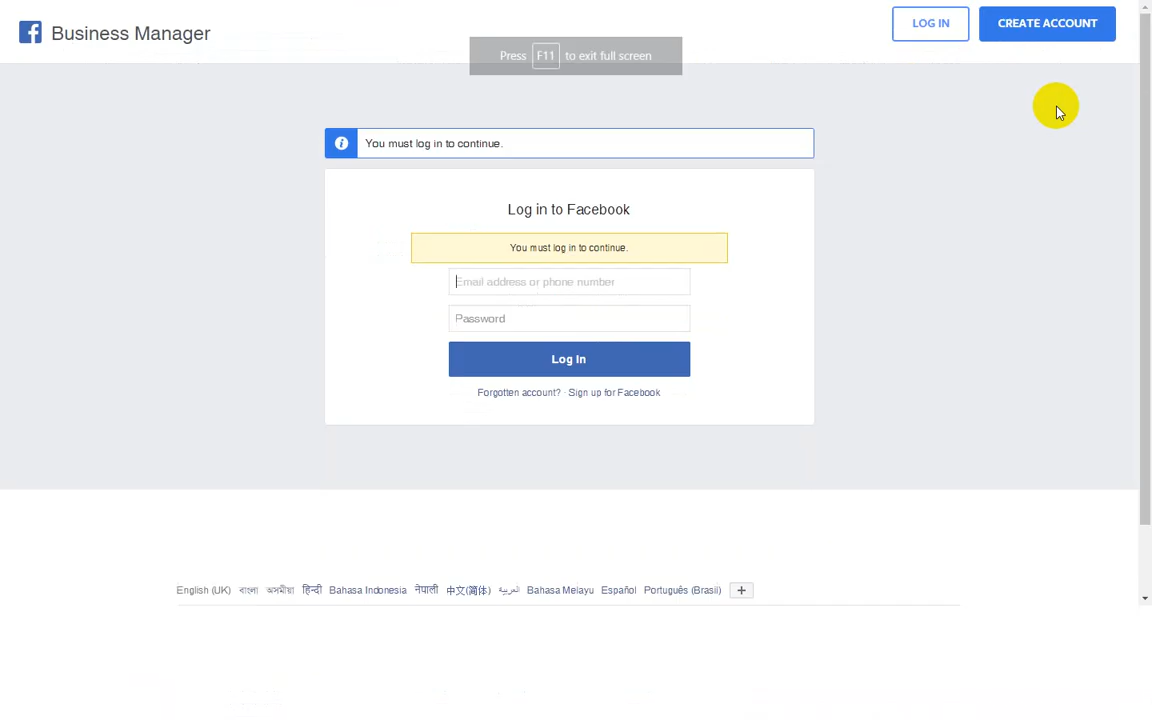 Business Manager
LOG IN
CREATE ACCOUNT
Press F11 to exit full screen
You must log in to continue.
Log in to Facebook
You must log in to continue.
Email address or phone number
Password
Log In
Forgotten account? · Sign up for Facebook
English (UK) বাংলা অসমীয়া हिन्दी Bahasa Indonesia नेपाली 中文(简体) العربية Bahasa Melayu Español Português (Brasil) +